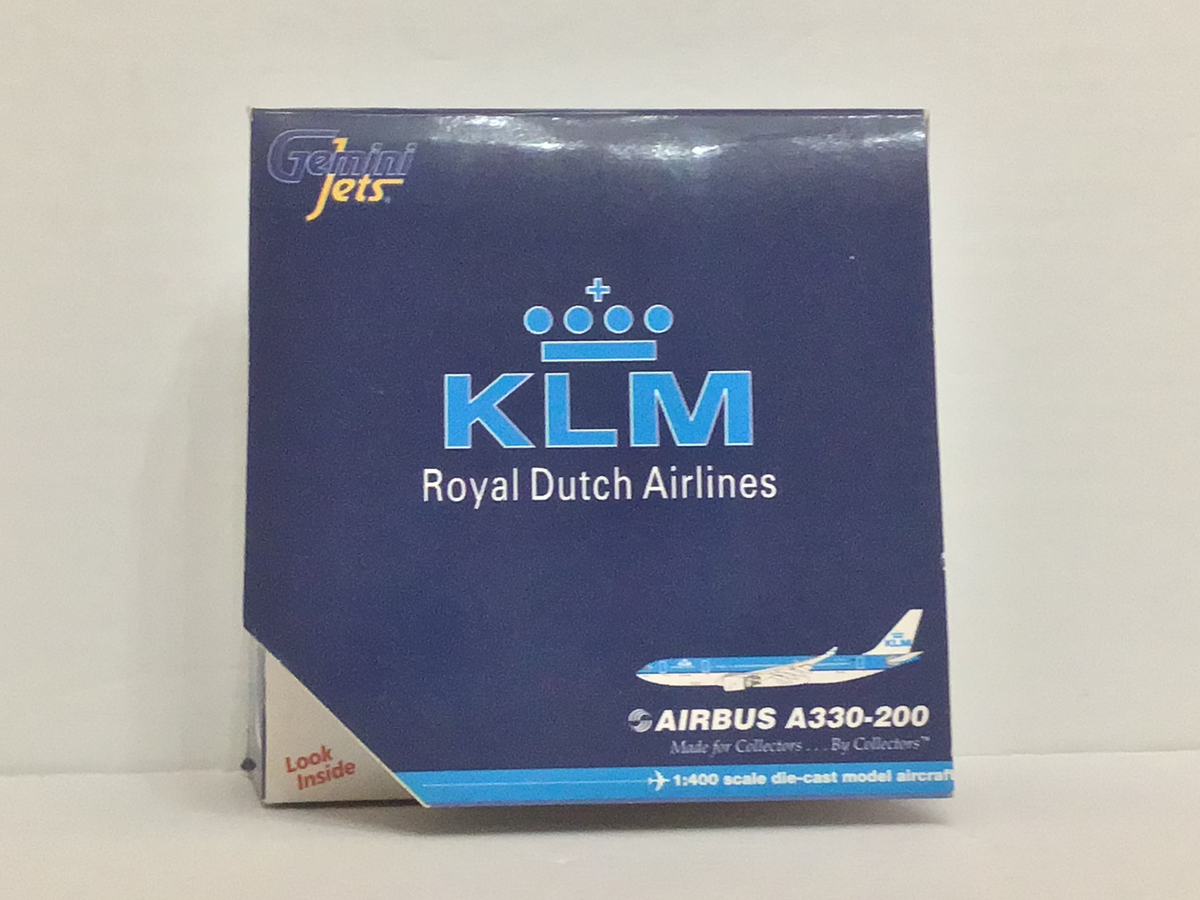 Gemini
Jets
KLM
Royal Dutch Airlines
KLM
AIRBUS A330-200
Made for Collectors . . . By Collectors™
Look
Inside
1:400 scale die-cast model aircraft